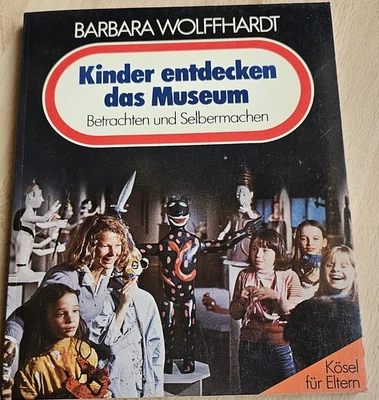 BARBARA WOLFFHARDT
Kinder entdecken
das Museum
Betrachten und Selbermachen
Kösel
für Eltern